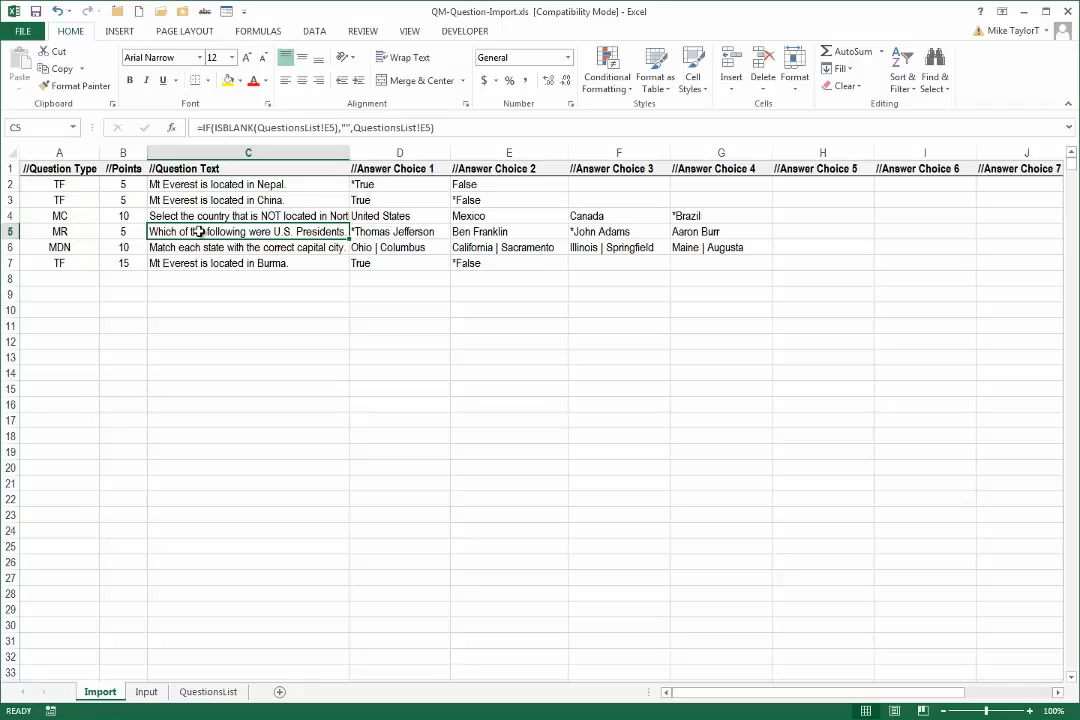 QM-Question-Import.xls [Compatibility Mode] - Excel
FILE HOME INSERT PAGE LAYOUT FORMULAS DATA REVIEW VIEW DEVELOPER Mike TaylorT
Paste Cut Copy Format Painter Clipboard
Arial Narrow 12 B I U A Font
Wrap Text Merge & Center Alignment
General $ % , Number
Conditional Formatting Format as Table Cell Styles Styles
Insert Delete Format Cells
AutoSum Fill Clear Sort & Filter Find & Select Editing
C5 fx =IF(ISBLANK(QuestionsList!E5),"",QuestionsList!E5)
A B C D E F G H I J
1 //Question Type //Points //Question Text //Answer Choice 1 //Answer Choice 2 //Answer Choice 3 //Answer Choice 4 //Answer Choice 5 //Answer Choice 6 //Answer Choice 7
2 TF 5 Mt Everest is located in Nepal. *True False
3 TF 5 Mt Everest is located in China. True *False
4 MC 10 Select the country that is NOT located in Nort United States Mexico Canada *Brazil
5 MR 5 Which of the following were U.S. Presidents. *Thomas Jefferson Ben Franklin *John Adams Aaron Burr
6 MDN 10 Match each state with the correct capital city. Ohio | Columbus California | Sacramento Illinois | Springfield Maine | Augusta
7 TF 15 Mt Everest is located in Burma. True *False
8
9
10
11
12
13
14
15
16
17
18
19
20
21
22
23
24
25
26
27
28
29
30
31
32
33
Import Input QuestionsList
READY 100%